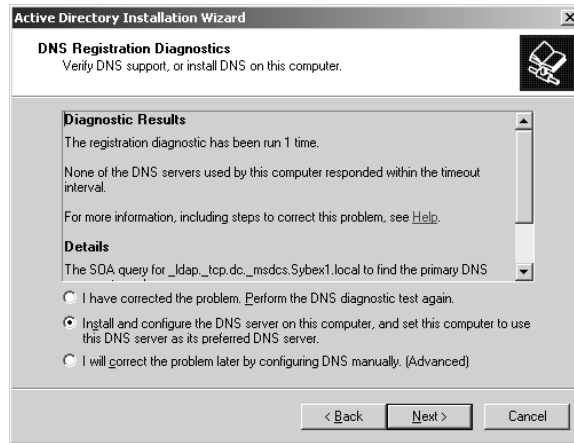 Active Directory Installation Wizard
DNS Registration Diagnostics
Verify DNS support, or install DNS on this computer.
Diagnostic Results
The registration diagnostic has been run 1 time.
None of the DNS servers used by this computer responded within the timeout
interval.
For more information, including steps to correct this problem, see Help.
Details
The SOA query for _ldap._tcp.dc._msdcs.Sybex1.local to find the primary DNS
I have corrected the problem. Perform the DNS diagnostic test again.
Install and configure the DNS server on this computer, and set this computer to use
this DNS server as its preferred DNS server.
I will correct the problem later by configuring DNS manually. (Advanced)
< Back Next > Cancel